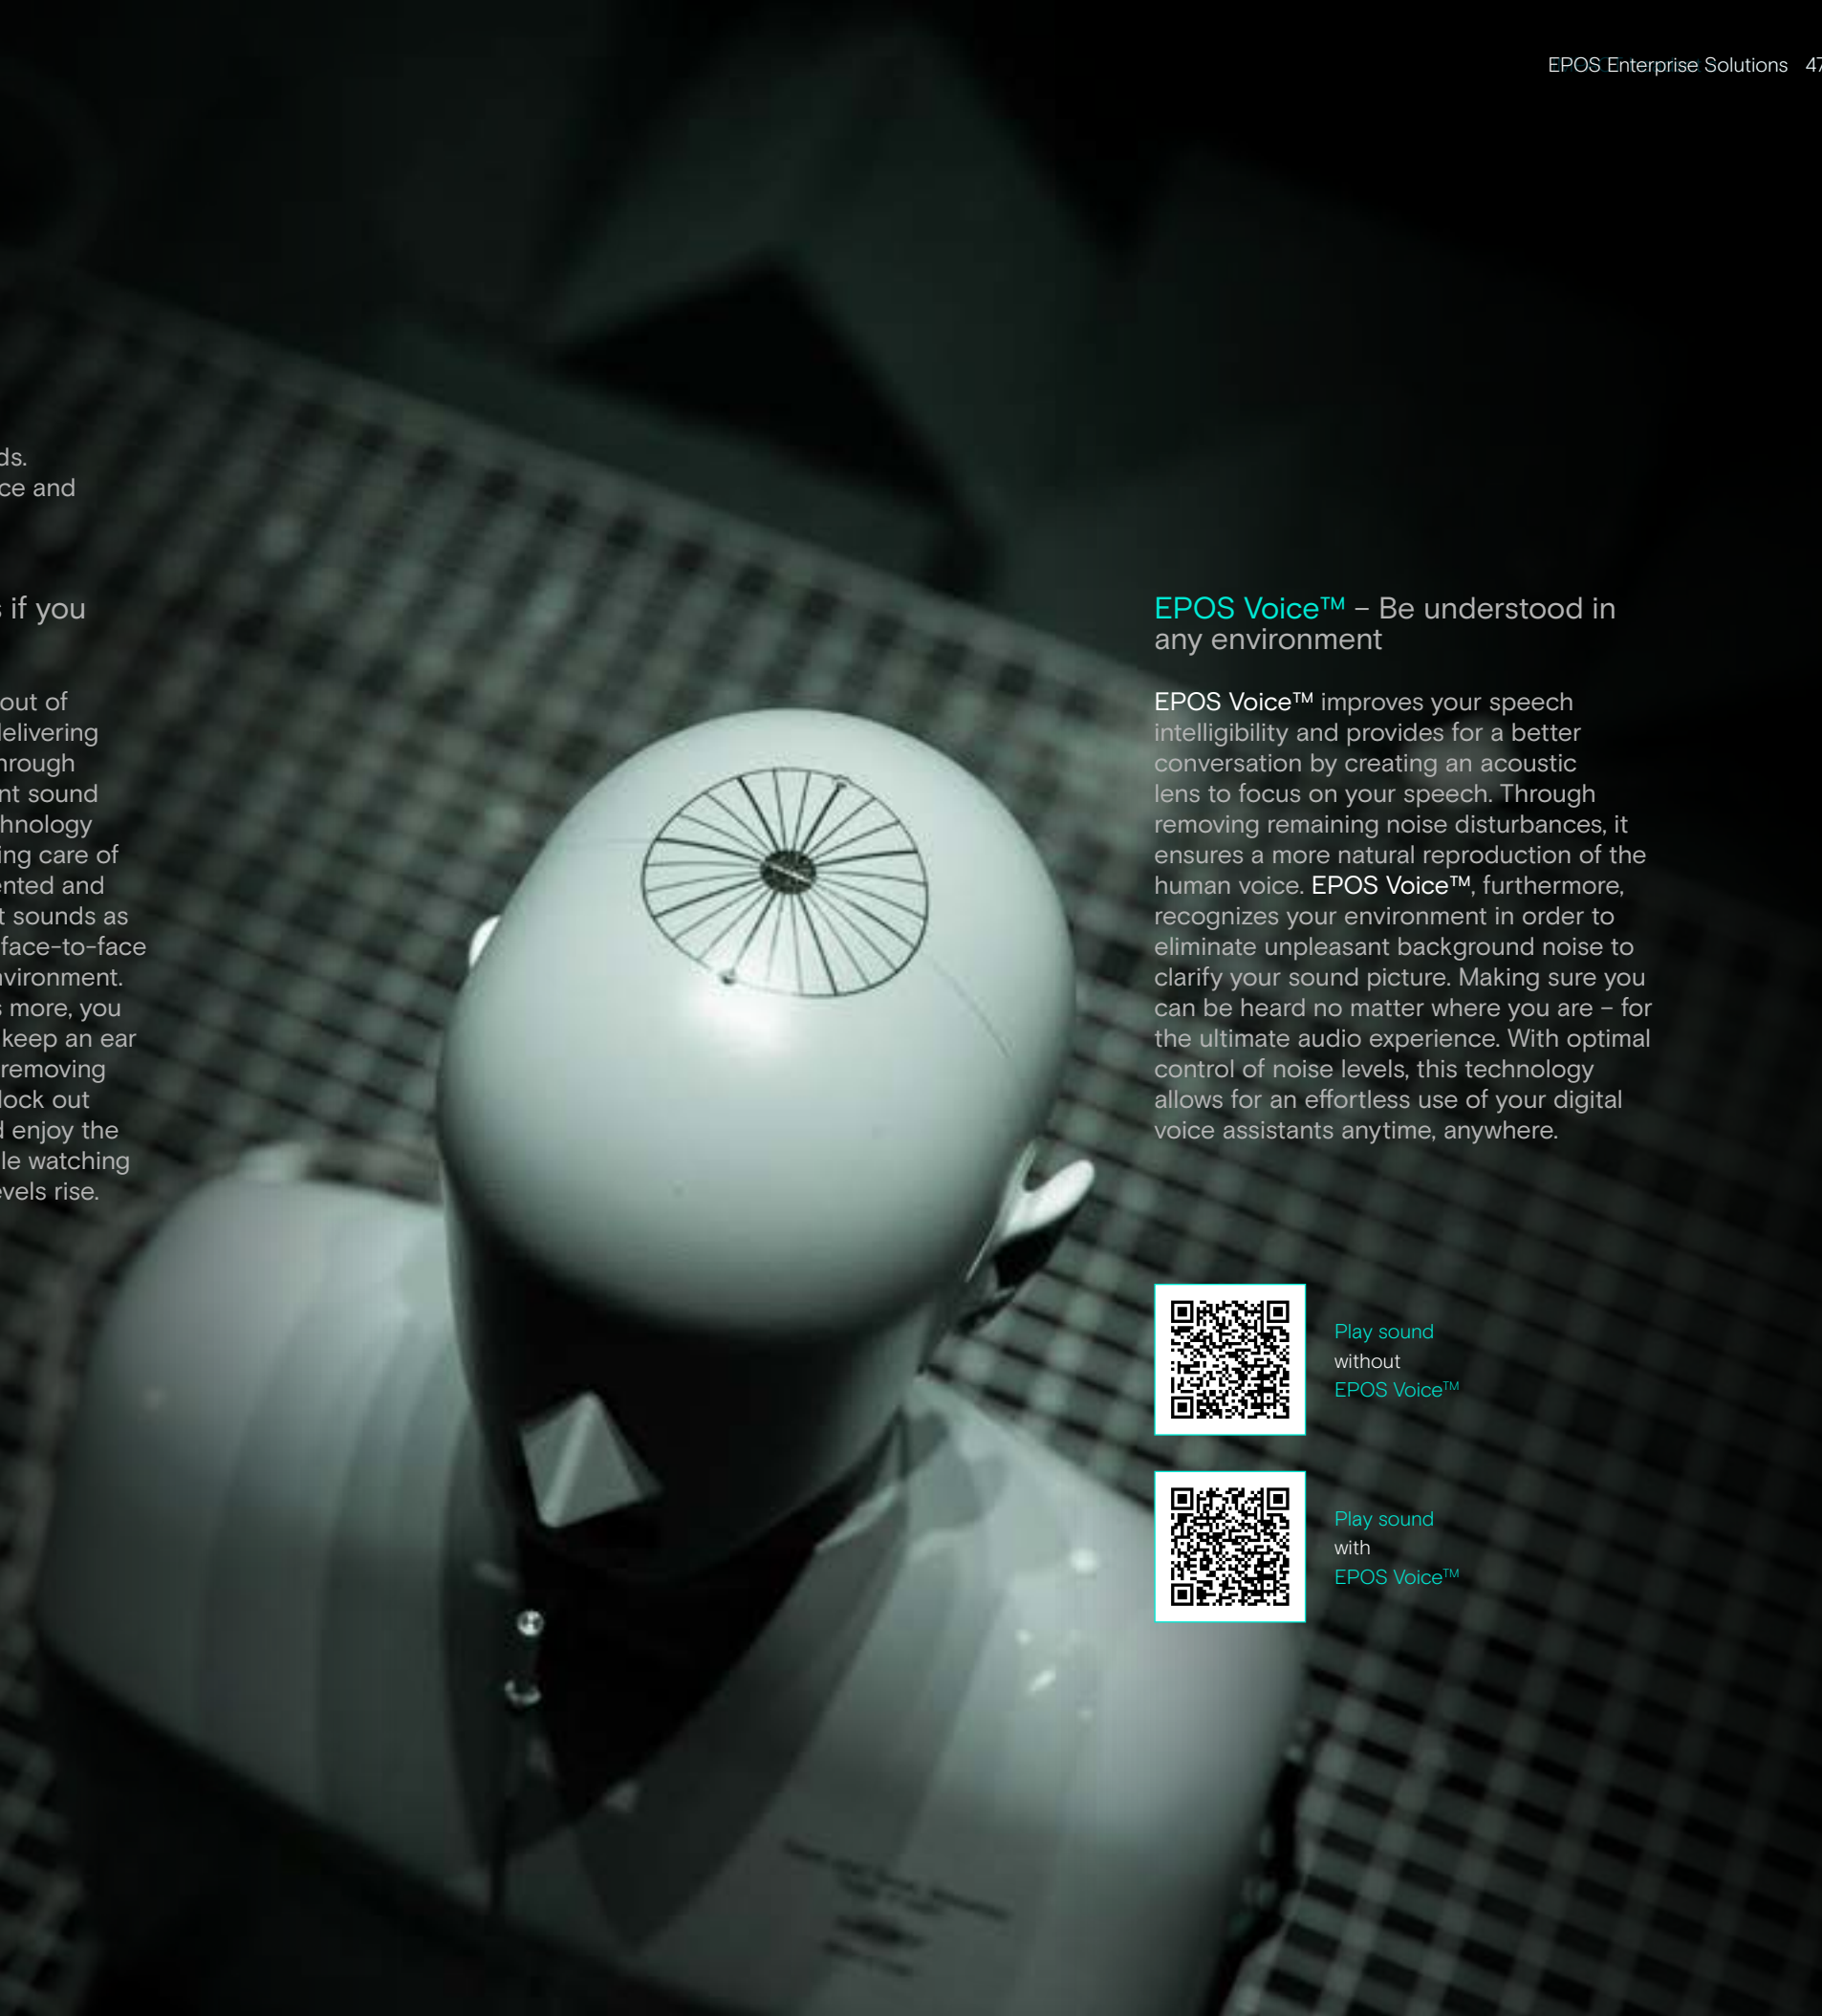 EPOS Enterprise Solutions 47
ds.
ce and
s if you
out of
delivering
hrough
nt sound
chnology
ing care of
ented and
t sounds as
face-to-face
nvironment.
s more, you
keep an ear
removing
lock out
d enjoy the
le watching
evels rise.
EPOS Voice™ – Be understood in
any environment
EPOS Voice™ improves your speech
intelligibility and provides for a better
conversation by creating an acoustic
lens to focus on your speech. Through
removing remaining noise disturbances, it
ensures a more natural reproduction of the
human voice. EPOS Voice™, furthermore,
recognizes your environment in order to
eliminate unpleasant background noise to
clarify your sound picture. Making sure you
can be heard no matter where you are – for
the ultimate audio experience. With optimal
control of noise levels, this technology
allows for an effortless use of your digital
voice assistants anytime, anywhere.
Play sound
without
EPOS Voice™
Play sound
with
EPOS Voice™